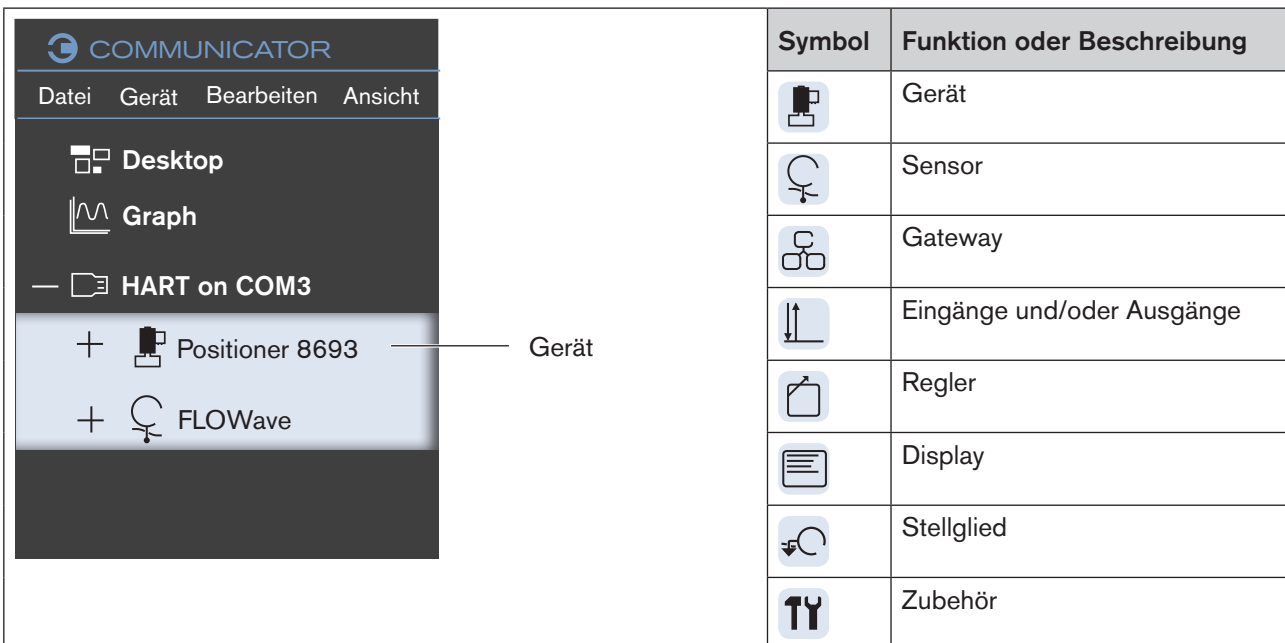 COMMUNICATOR
Datei Gerät Bearbeiten Ansicht
Desktop
Graph
HART on COM3
Positioner 8693
Gerät
FLOWave
Symbol Funktion oder Beschreibung
Gerät
Sensor
Gateway
Eingänge und/oder Ausgänge
Regler
Display
Stellglied
Zubehör